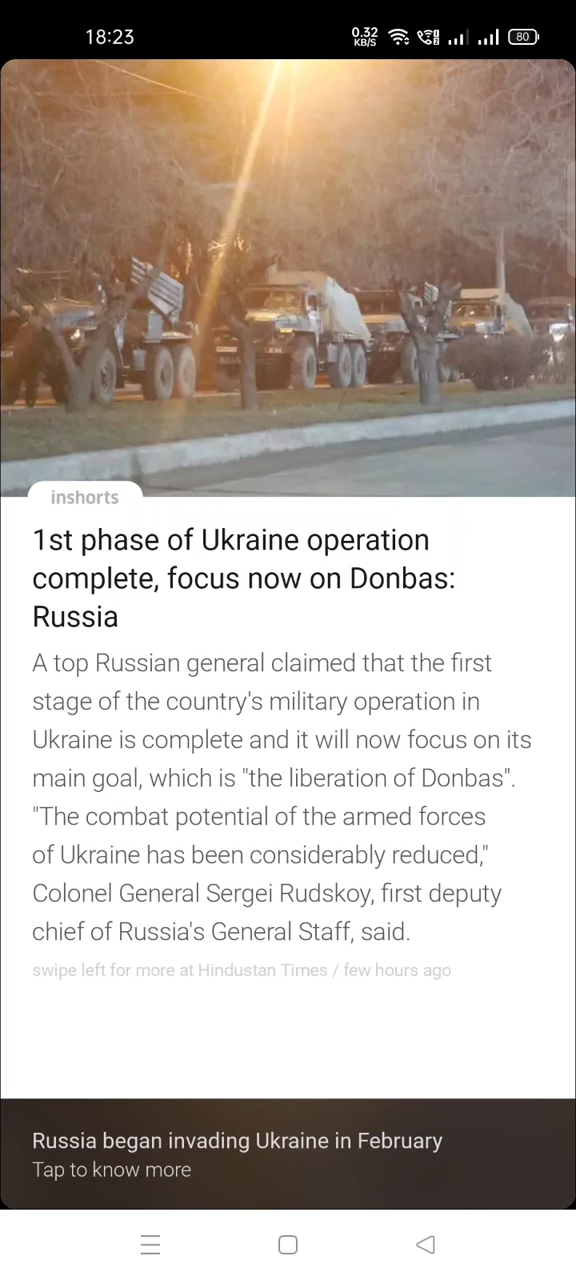 18:23
0.32
KB/S
80
inshorts
1st phase of Ukraine operation
complete, focus now on Donbas:
Russia
A top Russian general claimed that the first
stage of the country's military operation in
Ukraine is complete and it will now focus on its
main goal, which is "the liberation of Donbas".
"The combat potential of the armed forces
of Ukraine has been considerably reduced,"
Colonel General Sergei Rudskoy, first deputy
chief of Russia's General Staff, said.
swipe left for more at Hindustan Times / few hours ago
Russia began invading Ukraine in February
Tap to know more